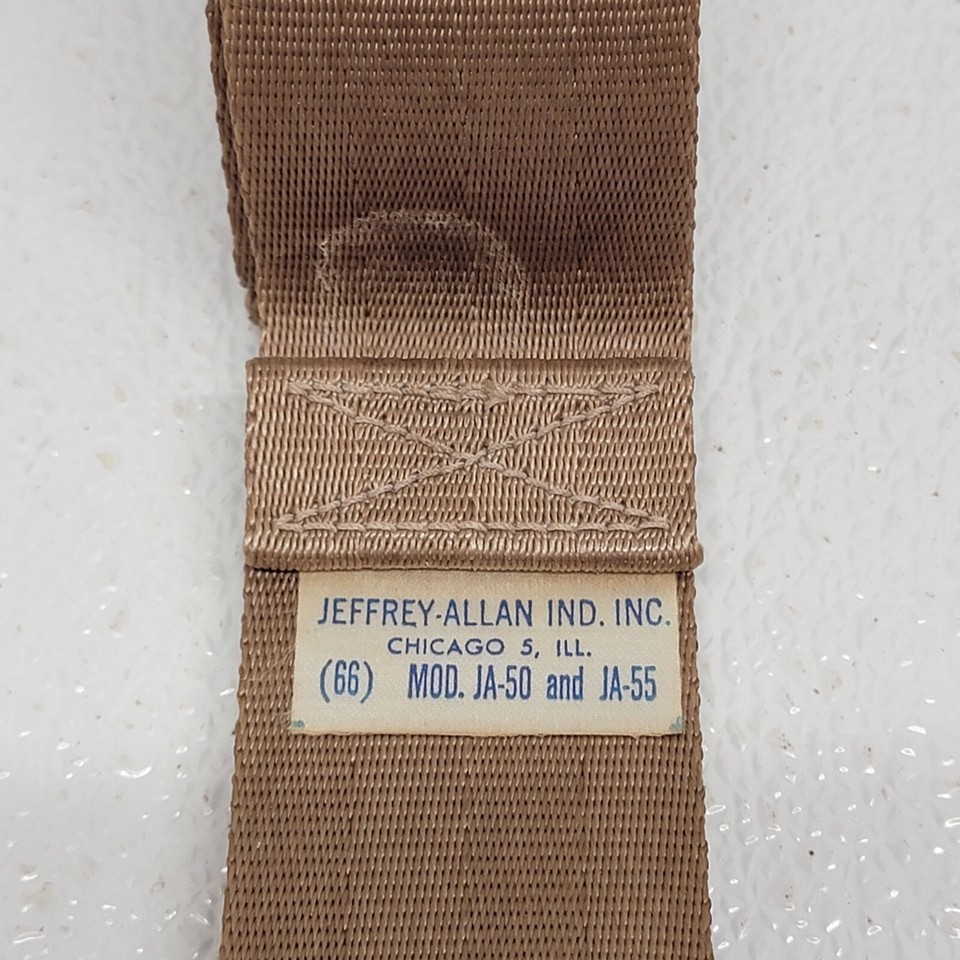 JEFFREY-ALLAN IND. INC.
CHICAGO 5, ILL.
(66) MOD. JA-50 and JA-55